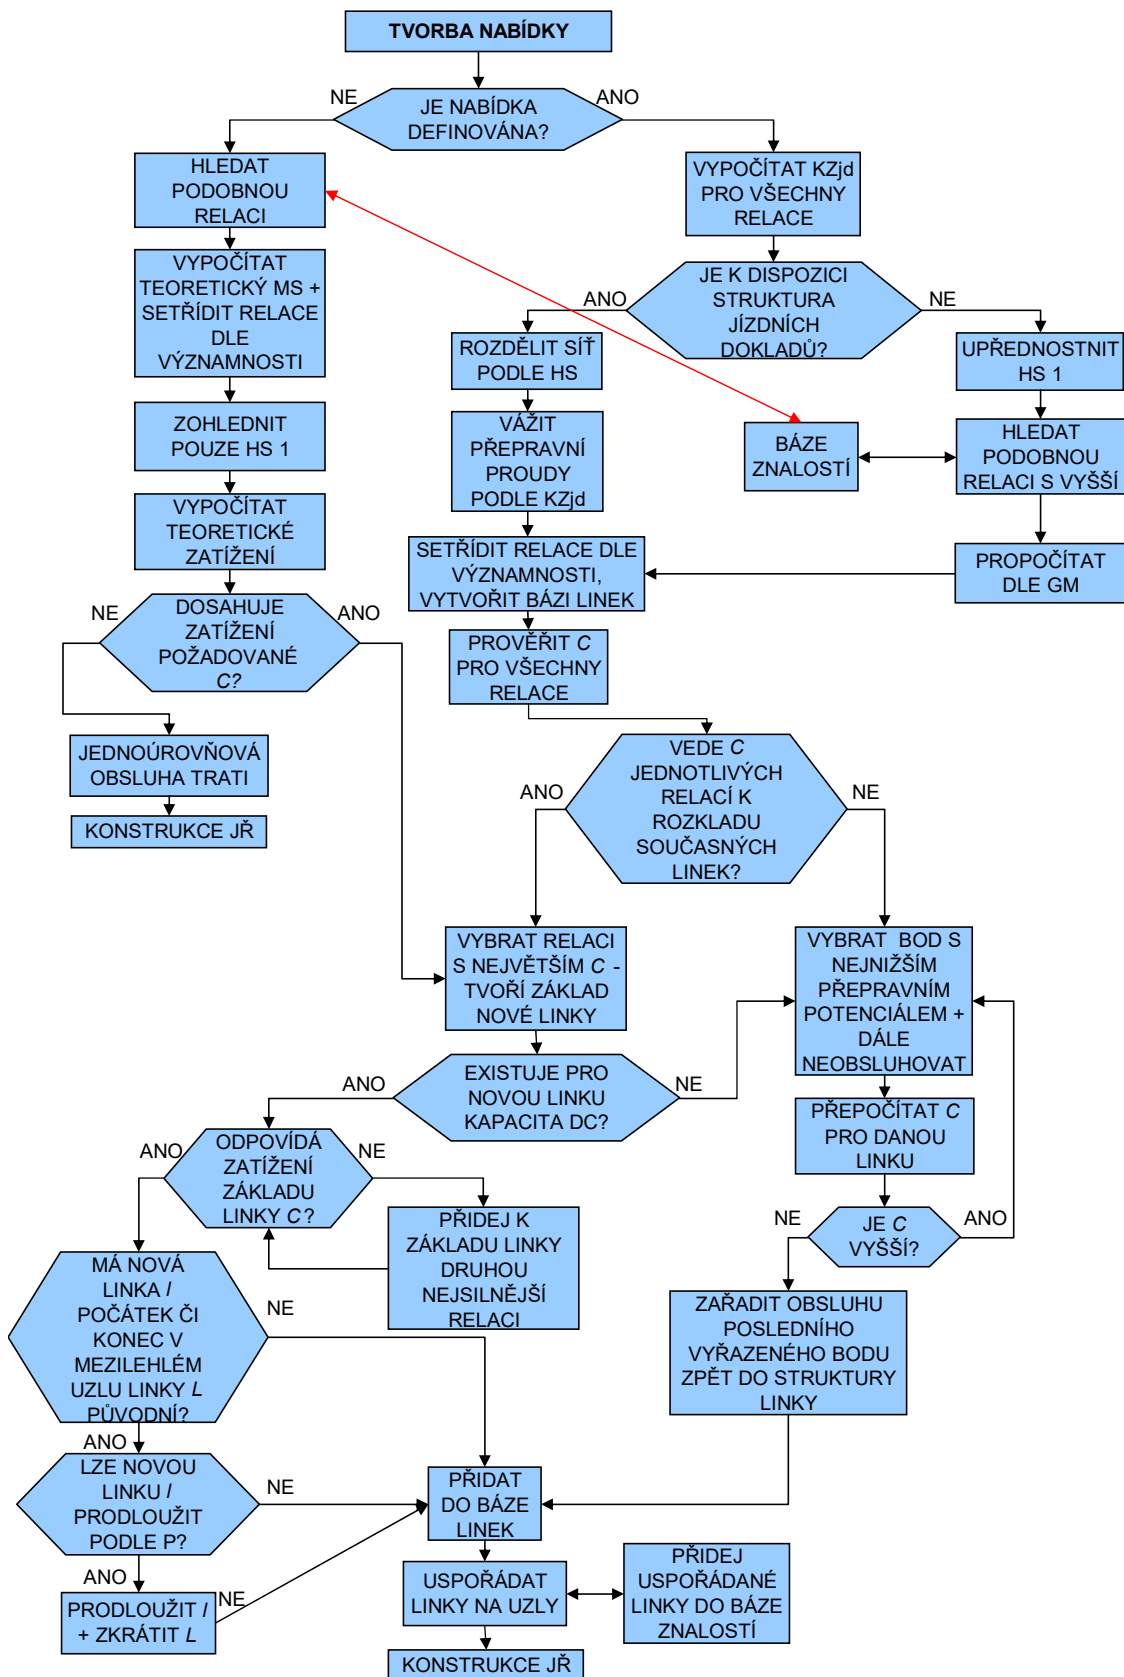 TVORBA NABÍDKY
NE
ANO
JE NABÍDKA
DEFINOVÁNA?
HLEDAT
PODOBNOU
RELACI
VYPOČÍTAT KZjd
PRO VŠECHNY
RELACE
VYPOČÍTAT
TEORETICKÝ MS +
SETŘÍDIT RELACE
DLE
VÝZNAMNOSTI
ANO
JE K DISPOZICI
STRUKTURA
JÍZDNÍCH
DOKLADŮ?
NE
ROZDĚLIT SÍŤ
PODLE HS
UPŘEDNOSTNIT
HS 1
ZOHLEDNIT
POUZE HS 1
VÁŽIT
PŘEPRAVNÍ
PROUDY
PODLE KZjd
BÁZE
ZNALOSTÍ
HLEDAT
PODOBNOU
RELACI S VYŠŠÍ
VYPOČÍTAT
TEORETICKÉ
ZATÍŽENÍ
SETŘÍDIT RELACE DLE
VÝZNAMNOSTI,
VYTVOŘIT BÁZI LINEK
PROPOČÍTAT
DLE GM
NE
DOSAHUJE
ZATÍŽENÍ
POŽADOVANÉ
C?
ANO
PROVĚŘIT C
PRO VŠECHNY
RELACE
JEDNOÚROVŇOVÁ
OBSLUHA TRATI
KONSTRUKCE JŘ
ANO
VEDE C
JEDNOTLIVÝCH
RELACÍ K
ROZKLADU
SOUČASNÝCH
LINEK?
NE
VYBRAT RELACI
S NEJVĚTŠÍM C -
TVOŘÍ ZÁKLAD
NOVÉ LINKY
VYBRAT BOD S
NEJNIŽŠÍM
PŘEPRAVNÍM
POTENCIÁLEM +
DÁLE
NEOBSLUHOVAT
ANO
EXISTUJE PRO
NOVOU LINKU
KAPACITA DC?
NE
PŘEPOČÍTAT C
PRO DANOU
LINKU
ANO
ODPOVÍDÁ
ZATÍŽENÍ
ZÁKLADU
LINKY C?
NE
PŘIDEJ K
ZÁKLADU LINKY
DRUHOU
NEJSILNĚJŠÍ
RELACI
NE
JE C
VYŠŠÍ?
ANO
MÁ NOVÁ
LINKA l
POČÁTEK ČI
KONEC V
MEZILEHLÉM
UZLU LINKY L
PŮVODNÍ?
NE
ZAŘADIT OBSLUHU
POSLEDNÍHO
VYŘAZENÉHO BODU
ZPĚT DO STRUKTURY
LINKY
ANO
LZE NOVOU
LINKU l
PRODLOUŽIT
PODLE P?
NE
PŘIDAT
DO BÁZE
LINEK
ANO
PRODLOUŽIT l
+ ZKRÁTIT L
NE
USPOŘÁDAT
LINKY NA UZLY
PŘIDEJ
USPOŘÁDANÉ
LINKY DO BÁZE
ZNALOSTÍ
KONSTRUKCE JŘ